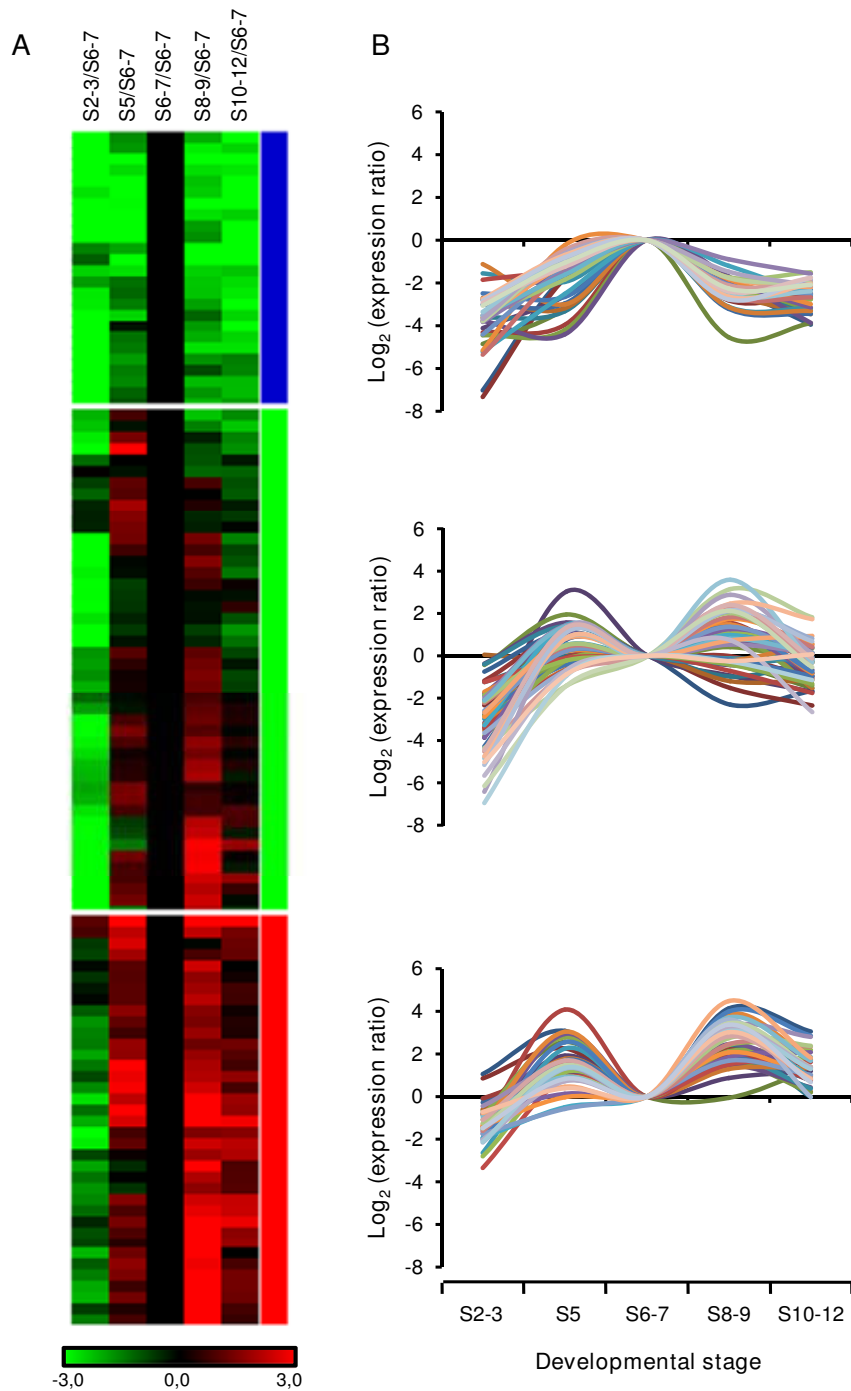 A
S2-3/S6-7
S5/S6-7
S6-7/S6-7
S8-9/S6-7
S10-12/S6-7
-3,0
0,0
3,0
B
6
4
2
0
-2
-4
-6
-8
Log2 (expression ratio)
6
4
2
0
-2
-4
-6
-8
Log2 (expression ratio)
6
4
2
0
-2
-4
-6
-8
Log2 (expression ratio)
S2-3 S5 S6-7 S8-9 S10-12
Developmental stage